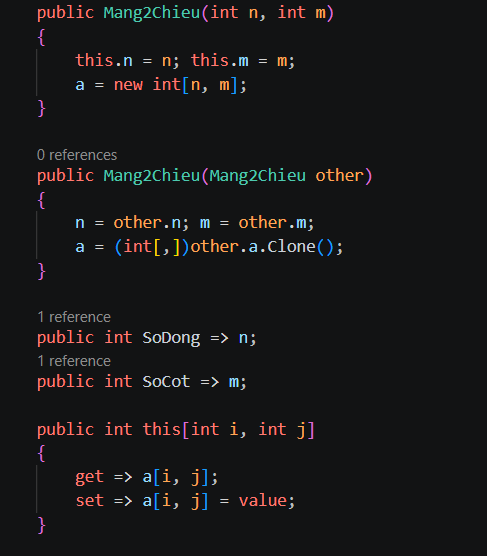 public Mang2Chieu(int n, int m)
{
this.n = n; this.m = m;
a = new int[n, m];
}
0 references
public Mang2Chieu(Mang2Chieu other)
{
n = other.n; m = other.m;
a = (int[,])other.a.Clone();
}
1 reference
public int SoDong => n;
1 reference
public int SoCot => m;
public int this[int i, int j]
{
get => a[i, j];
set => a[i, j] = value;
}